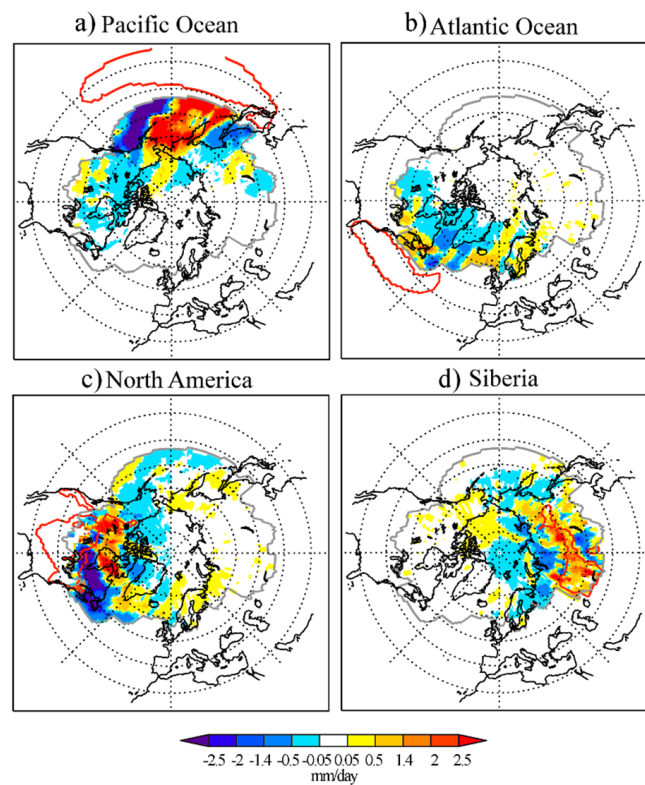 a) Pacific Ocean
b) Atlantic Ocean
c) North America
d) Siberia
-2.5 -2 -1.4 -0.5 -0.05 0.05 0.5 1.4 2 2.5
mm/day